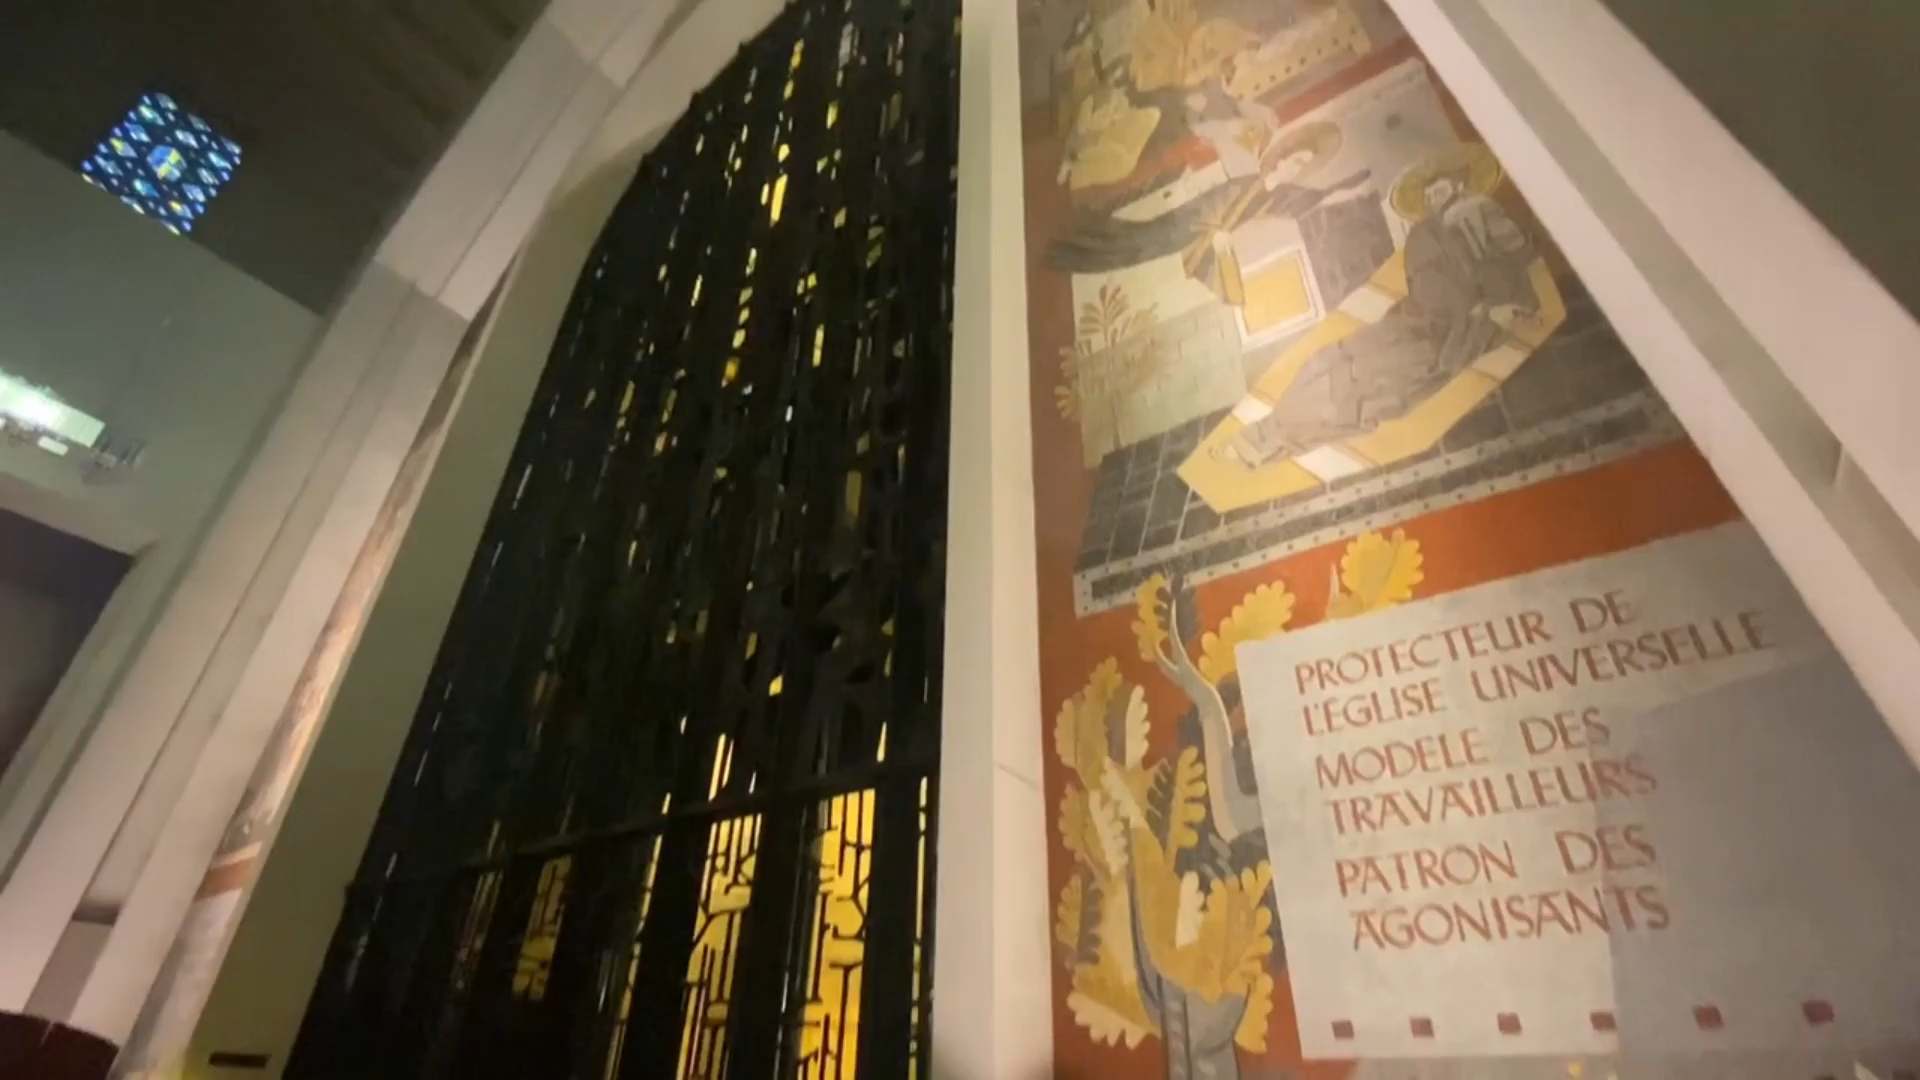 PROTECTEUR DE
L'EGLISE UNIVERSELLE
MODELE DES
TRAVAILLEURS
PATRON DES
AGONISANTS